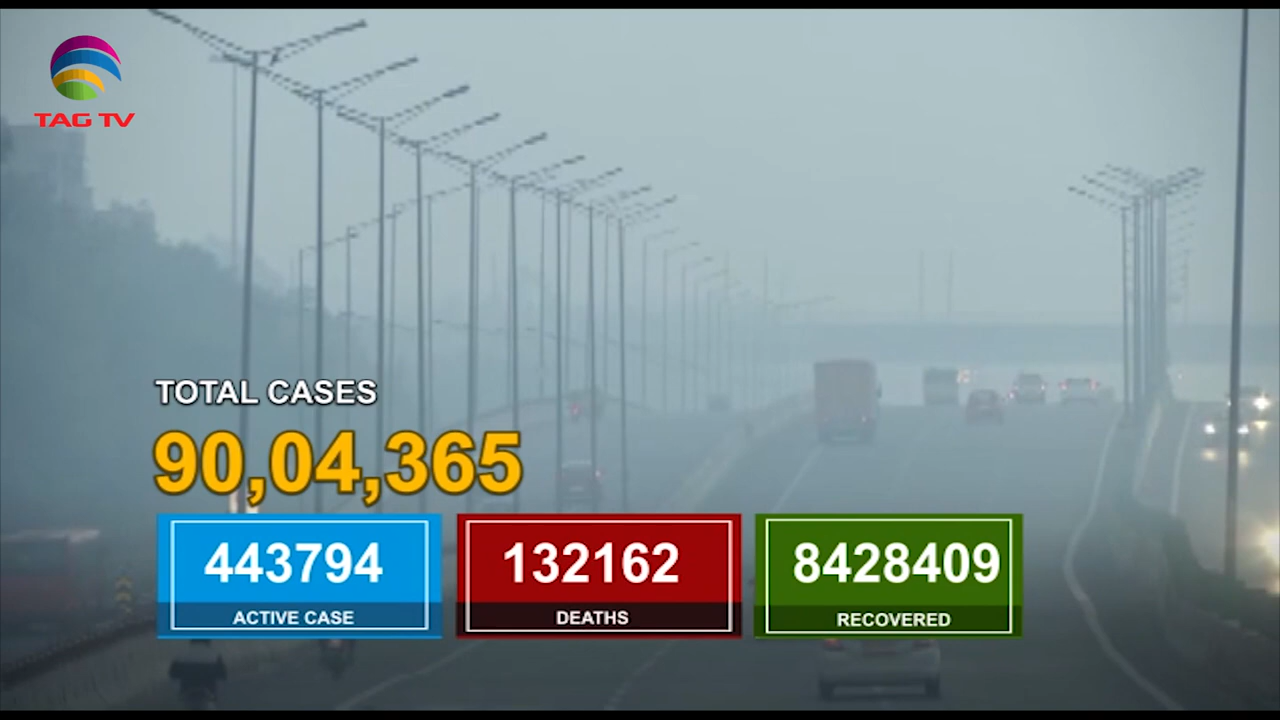 TAG TV
TOTAL CASES
90,04,365
443794
ACTIVE CASE
132162
DEATHS
8428409
RECOVERED